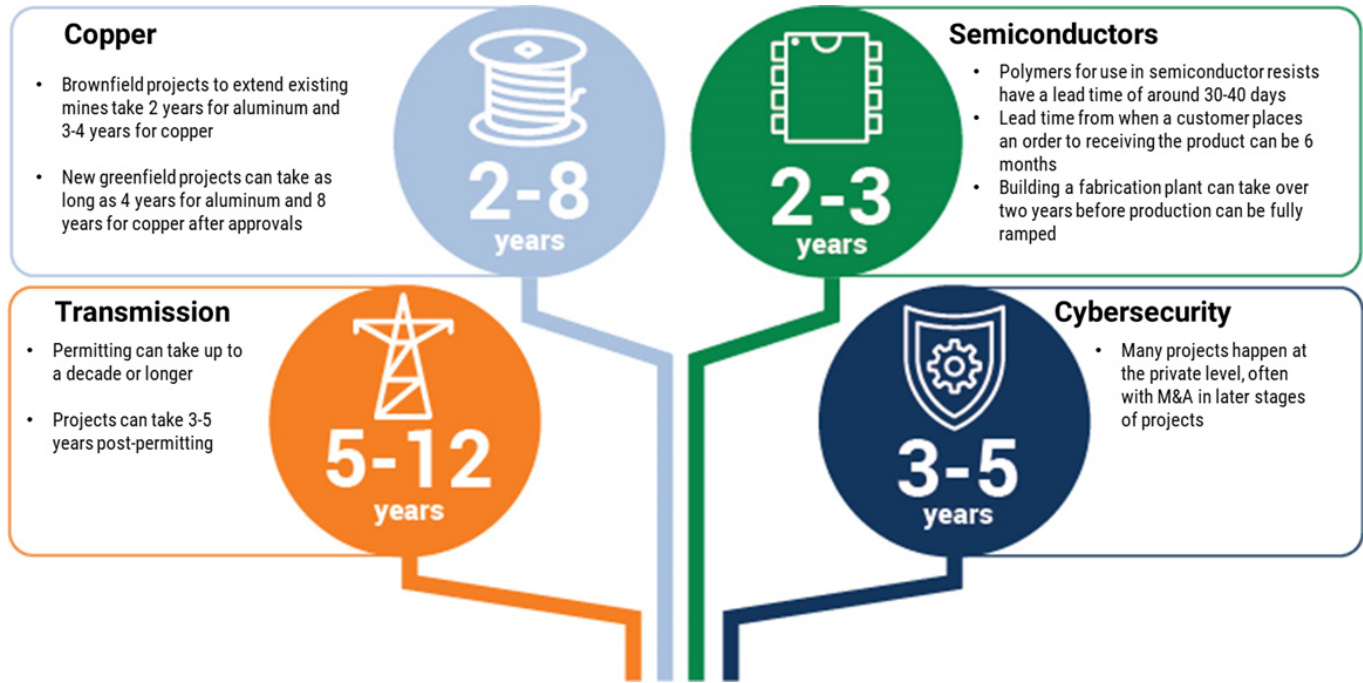 Copper
• Brownfield projects to extend existing
mines take 2 years for aluminum and
3-4 years for copper
• New greenfield projects can take as
long as 4 years for aluminum and 8
years for copper after approvals
2-8
years
Semiconductors
• Polymers for use in semiconductor resists
have a lead time of around 30-40 days
• Lead time from when a customer places
an order to receiving the product can be 6
months
• Building a fabrication plant can take over
two years before production can be fully
ramped
2-3
years
Transmission
• Permitting can take up to
a decade or longer
• Projects can take 3-5
years post-permitting
5-12
years
Cybersecurity
• Many projects happen at
the private level, often
with M&A in later stages
of projects
3-5
years